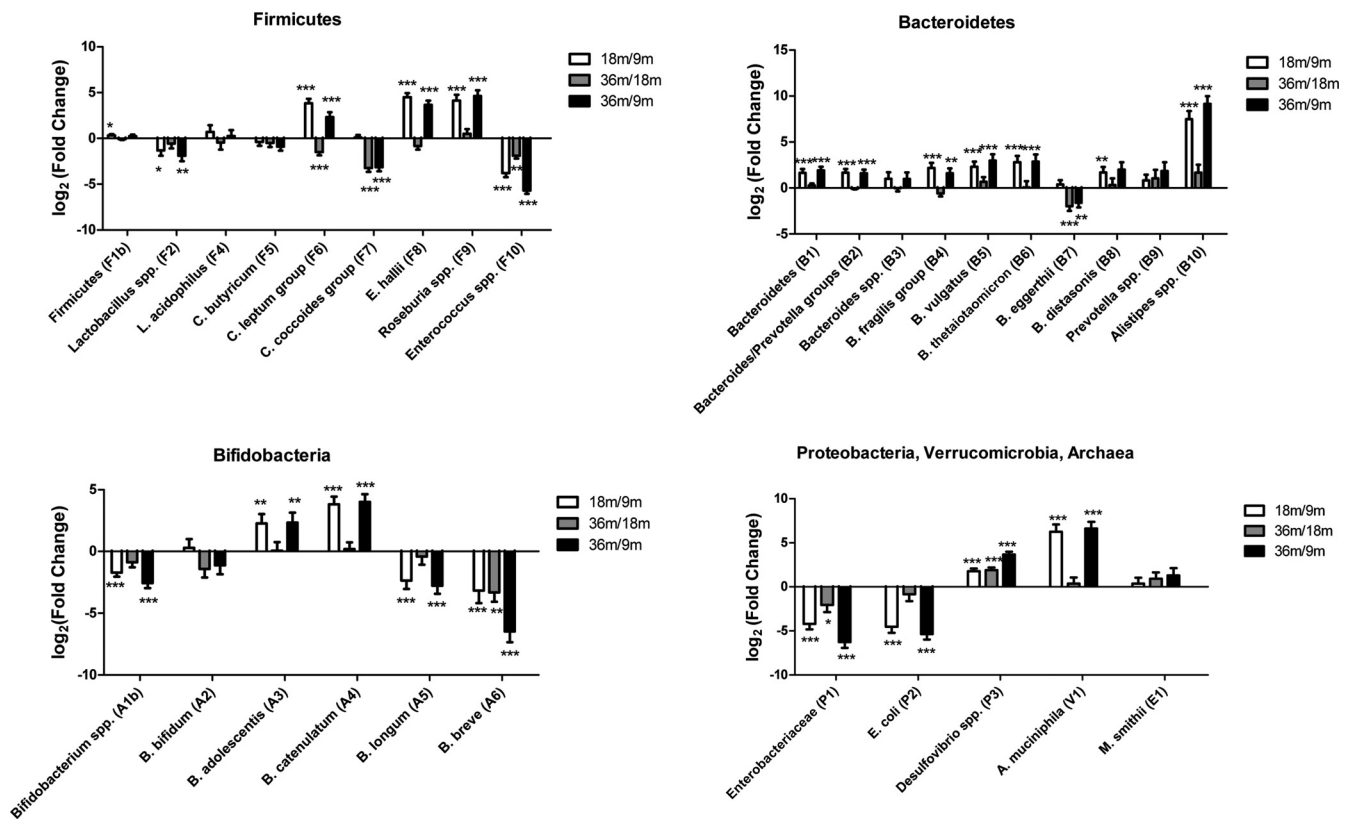 Firmicutes
10
5
0
-5
-10
log2 (Fold Change)
* * ** *** *** *** *** *** *** *** *** *** *** ** ***
18m/9m
36m/18m
36m/9m
Firmicutes (F1b)
Lactobacillus spp. (F2)
L. acidophilus (F4)
C. butyricum (F5)
C. leptum group (F6)
C. coccoides group (F7)
E. hallii (F8)
Roseburia spp. (F9)
Enterococcus spp. (F10)
Bacteroidetes
15
10
5
0
-5
log2 (Fold Change)
*** *** *** *** *** ** *** *** *** *** *** ** ** *** ***
18m/9m
36m/18m
36m/9m
Bacteroidetes (B1)
Bacteroides/Prevotella groups (B2)
Bacteroides spp. (B3)
B. fragilis group (B4)
B. vulgatus (B5)
B. thetaiotomicron (B6)
B. eggerthii (B7)
B. distasonis (B8)
Prevotella spp. (B9)
Alistipes spp. (B10)
Bifidobacteria
5
0
-5
-10
log2(Fold Change)
*** *** ** ** *** *** *** *** *** ** ***
18m/9m
36m/18m
36m/9m
Bifidobacterium spp. (A1b)
B. bifidum (A2)
B. adolescentis (A3)
B. catenulatum (A4)
B. longum (A5)
B. breve (A6)
Proteobacteria, Verrucomicrobia, Archaea
10
5
0
-5
-10
log2 (Fold Change)
*** * *** *** *** *** *** *** *** ***
18m/9m
36m/18m
36m/9m
Enterobacteriaceae (P1)
E. coli (P2)
Desulfovibrio spp. (P3)
A. muciniphila (V1)
M. smithii (E1)